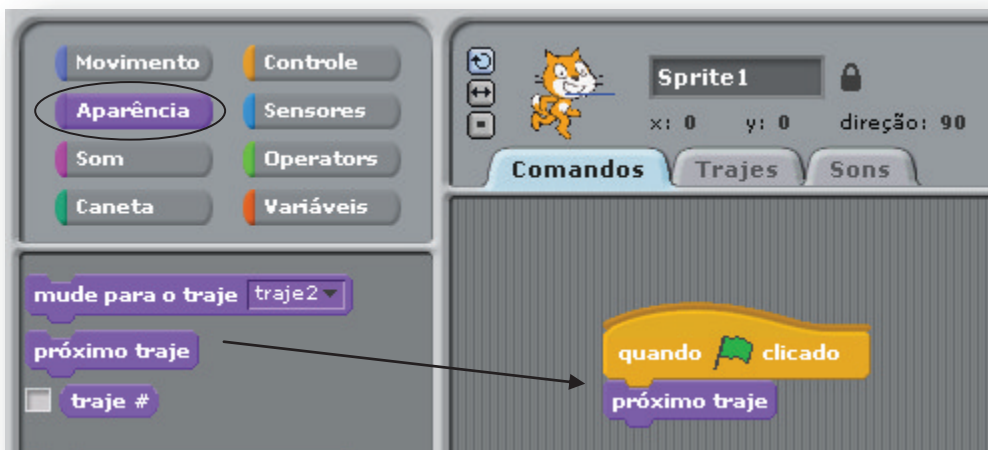 Movimento
Controle
Aparência
Sensores
Som
Operators
Caneta
Variáveis
mude para o traje traje2
próximo traje
traje #
Sprite1
x: 0 y: 0 direção: 90
Comandos Trajes Sons
quando clicado
próximo traje